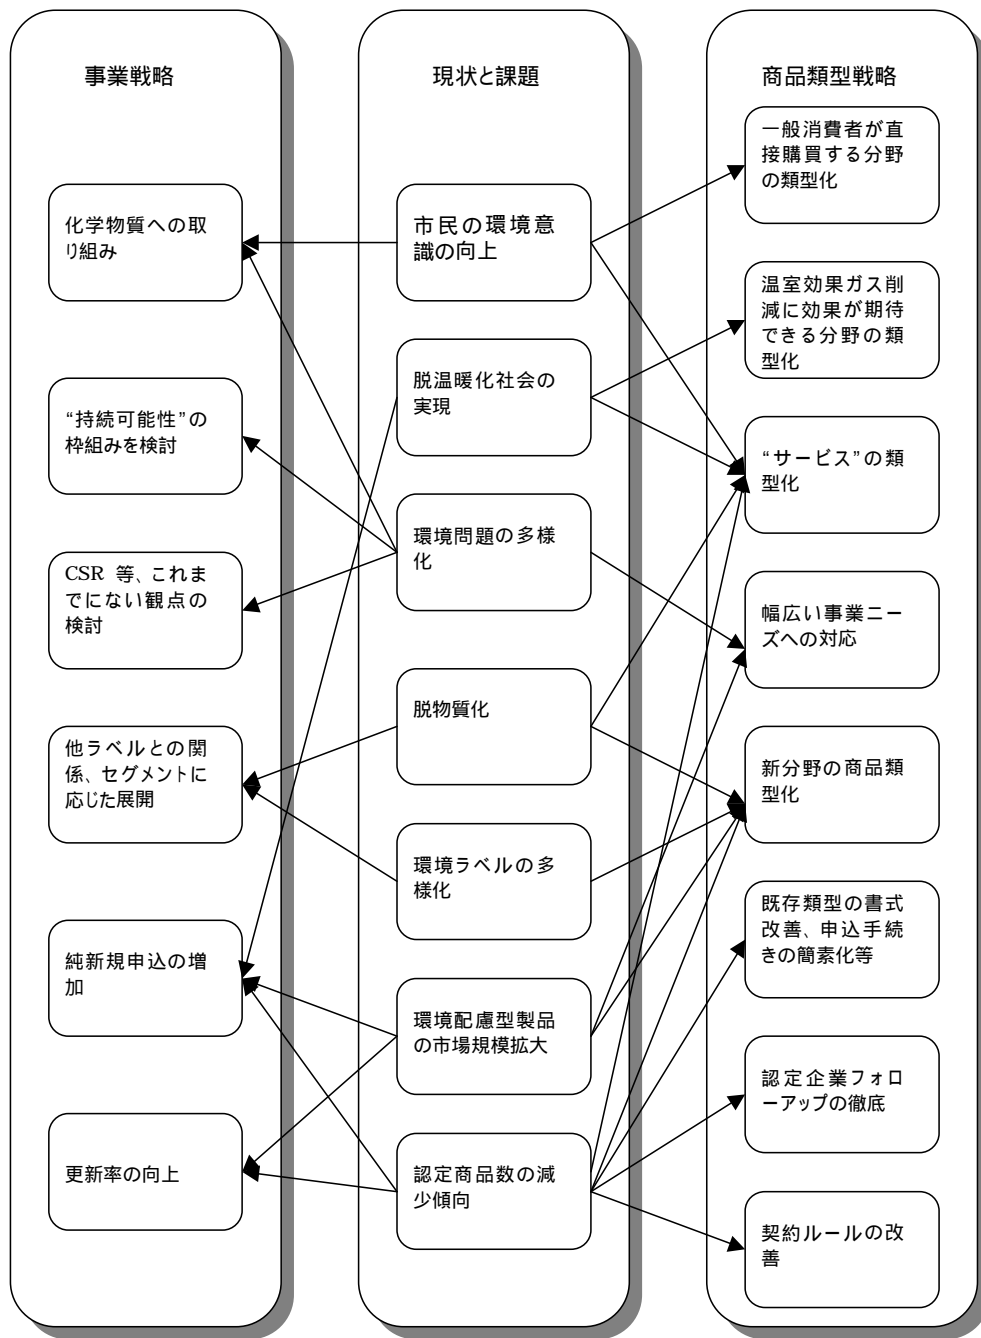 事業戦略
化学物質への取
り組み
“持続可能性”の
枠組みを検討
CSR 等、これま
でにない観点の
検討
他ラベルとの関
係、セグメントに
応じた展開
純新規申込の増
加
更新率の向上
現状と課題
市民の環境意
識の向上
脱温暖化社会の
実現
環境問題の多様
化
脱物質化
環境ラベルの多
様化
環境配慮型製品
の市場規模拡大
認定商品数の減
少傾向
商品類型戦略
一般消費者が直
接購買する分野
の類型化
温室効果ガス削
減に効果が期待
できる分野の類
型化
“サービス”の類
型化
幅広い事業ニー
ズへの対応
新分野の商品類
型化
既存類型の書式
改善、申込手続
きの簡素化等
認定企業フォロ
ーアップの徹底
契約ルールの改
善